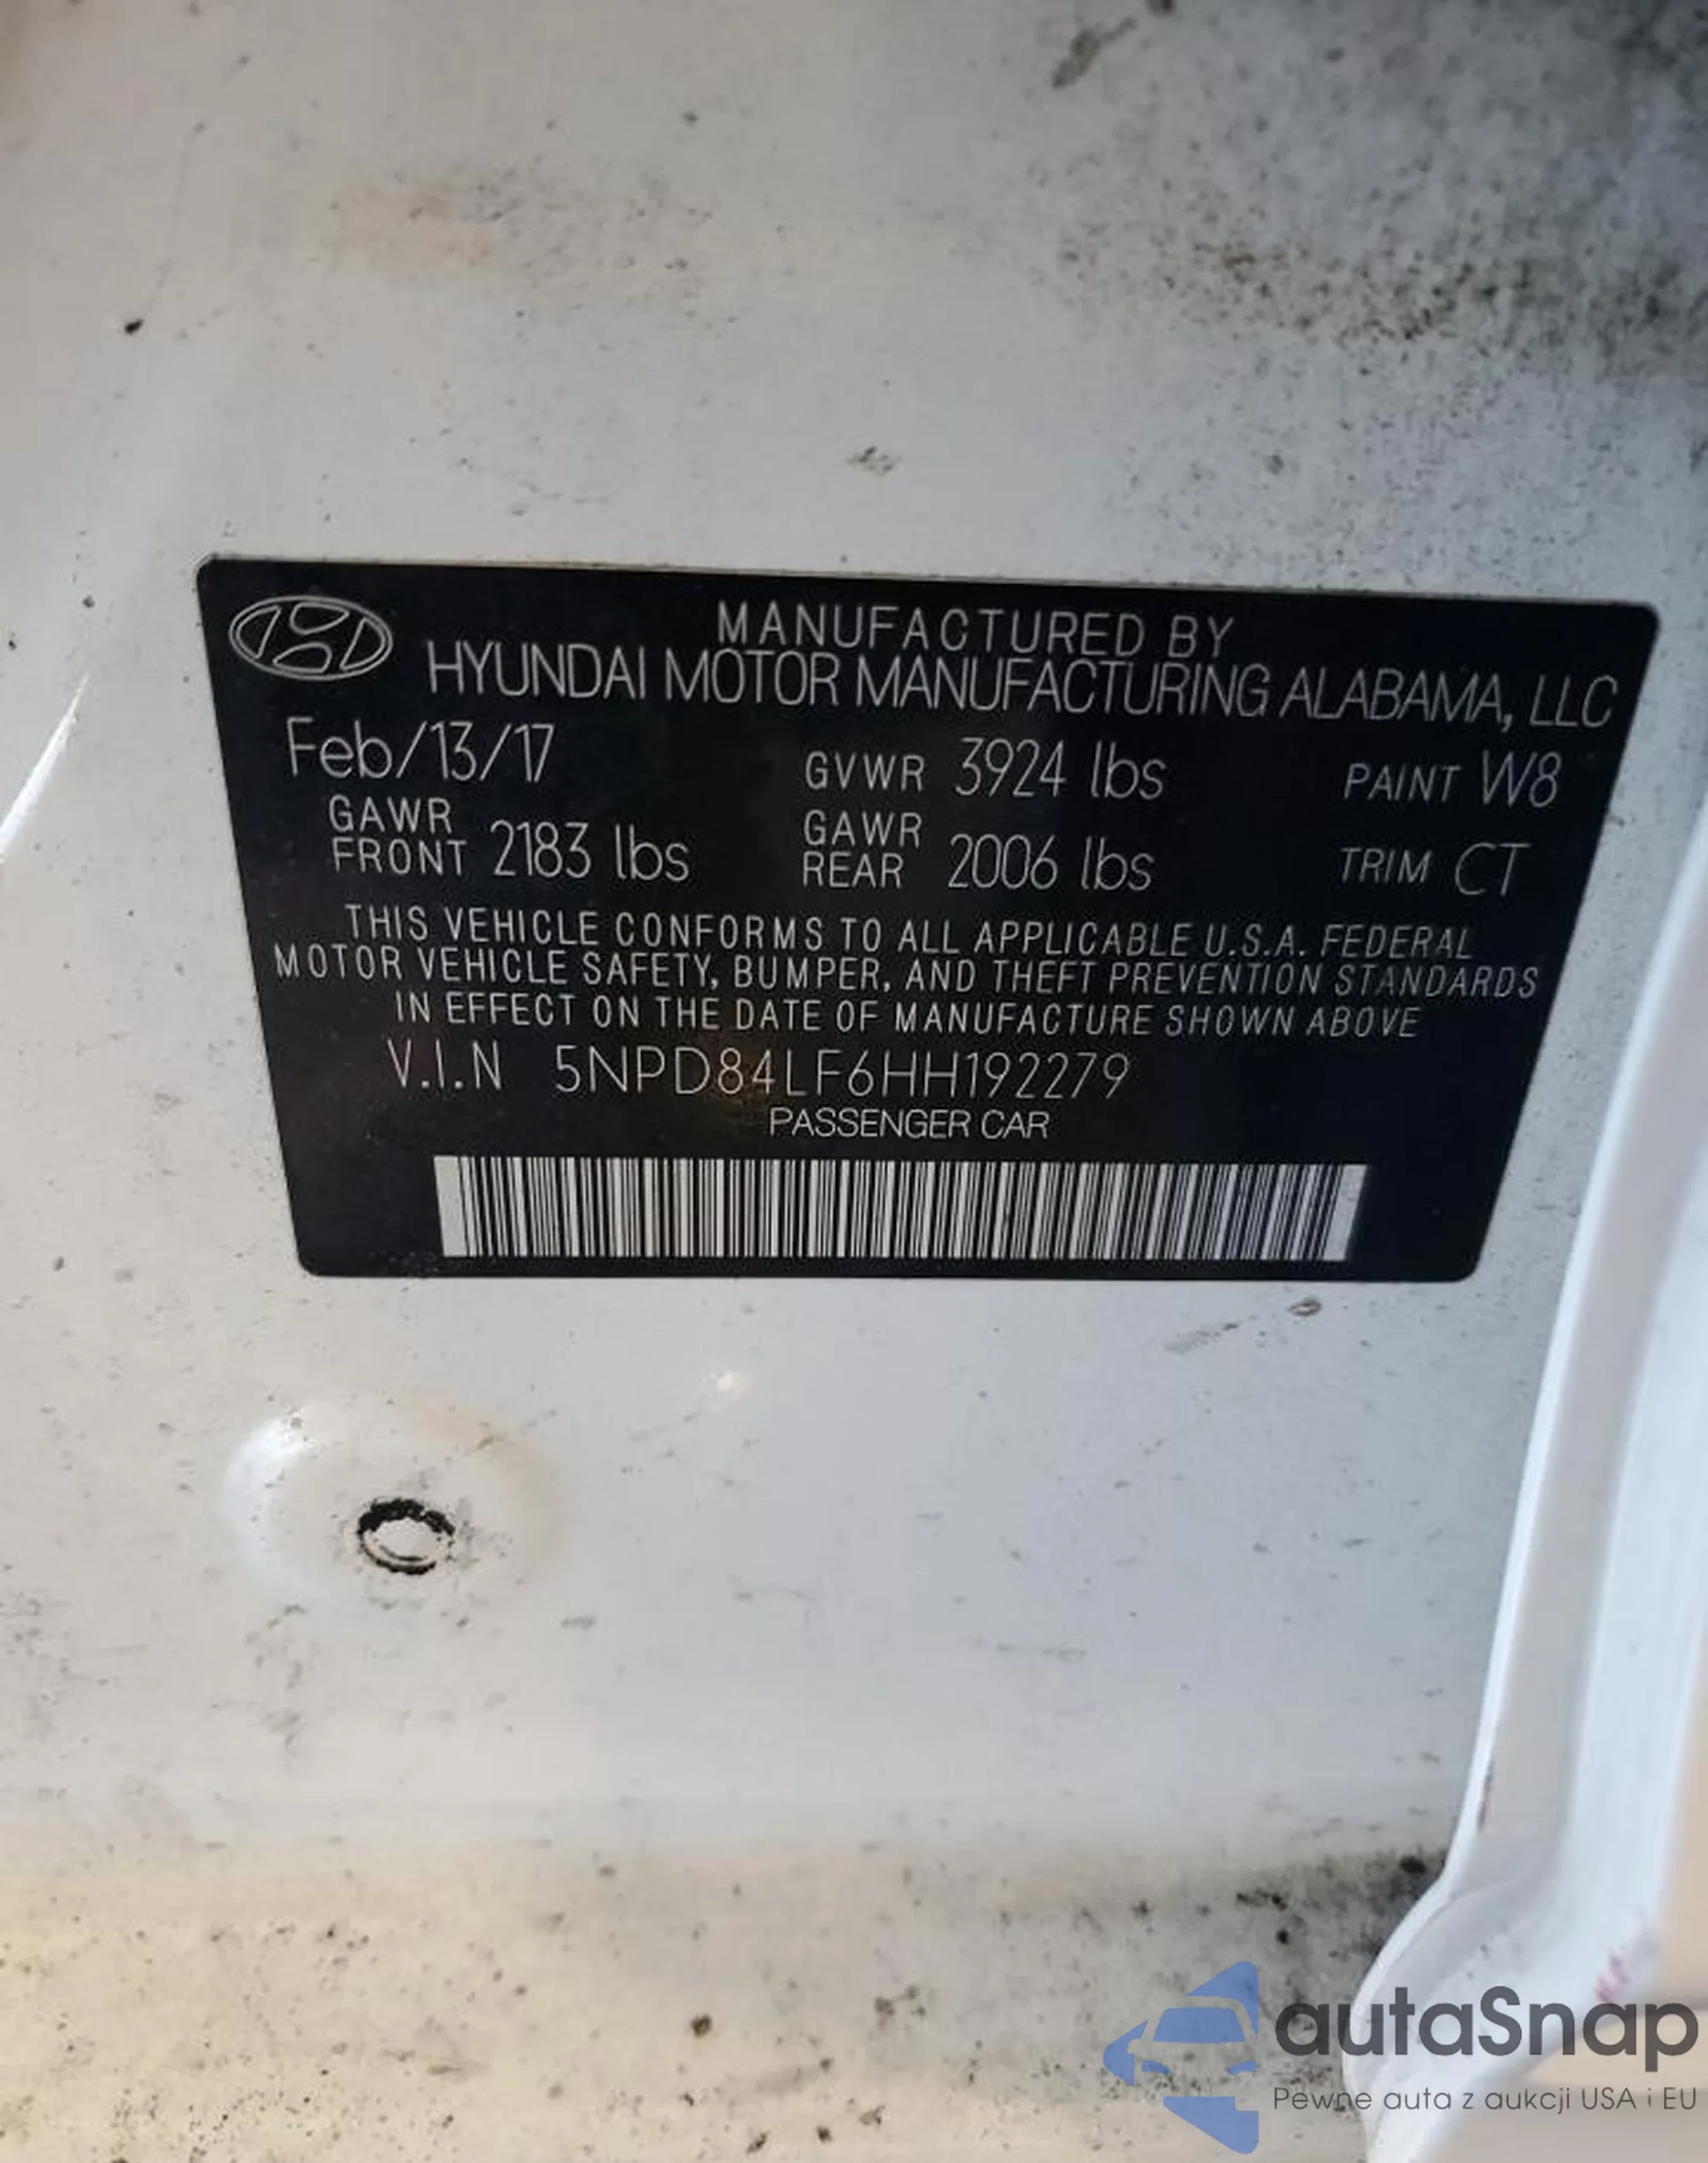 MANUFACTURED BY
HYUNDAI MOTOR MANUFACTURING ALABAMA, LLC
Feb/13/17 GVWR 3924 lbs PAINT W8
GAWR FRONT 2183 lbs GAWR REAR 2006 lbs TRIM CT
THIS VEHICLE CONFORMS TO ALL APPLICABLE U.S.A. FEDERAL
MOTOR VEHICLE SAFETY, BUMPER, AND THEFT PREVENTION STANDARDS
IN EFFECT ON THE DATE OF MANUFACTURE SHOWN ABOVE
V.I.N 5NPD84LF6HH192279
PASSENGER CAR
autaSnap
Pewne auta z aukcji USA i EU